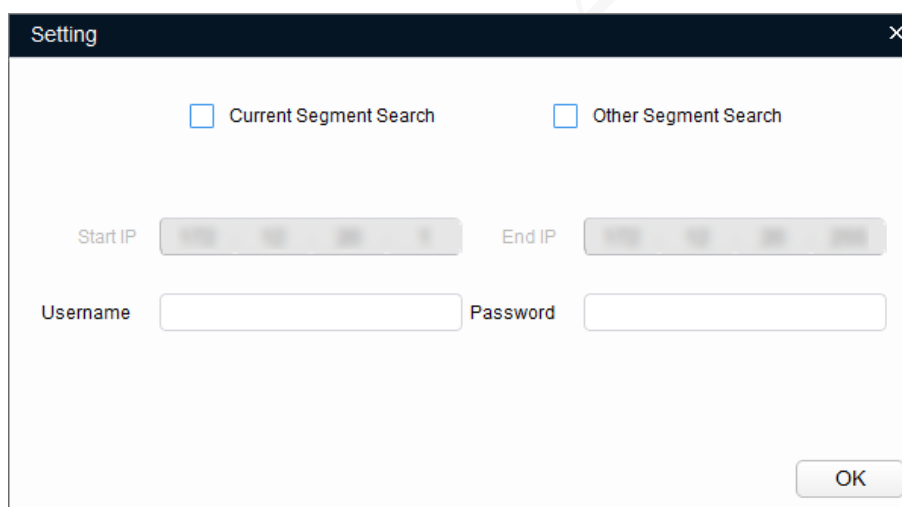 Setting
Current Segment Search Other Segment Search
Start IP End IP
Username Password
OK